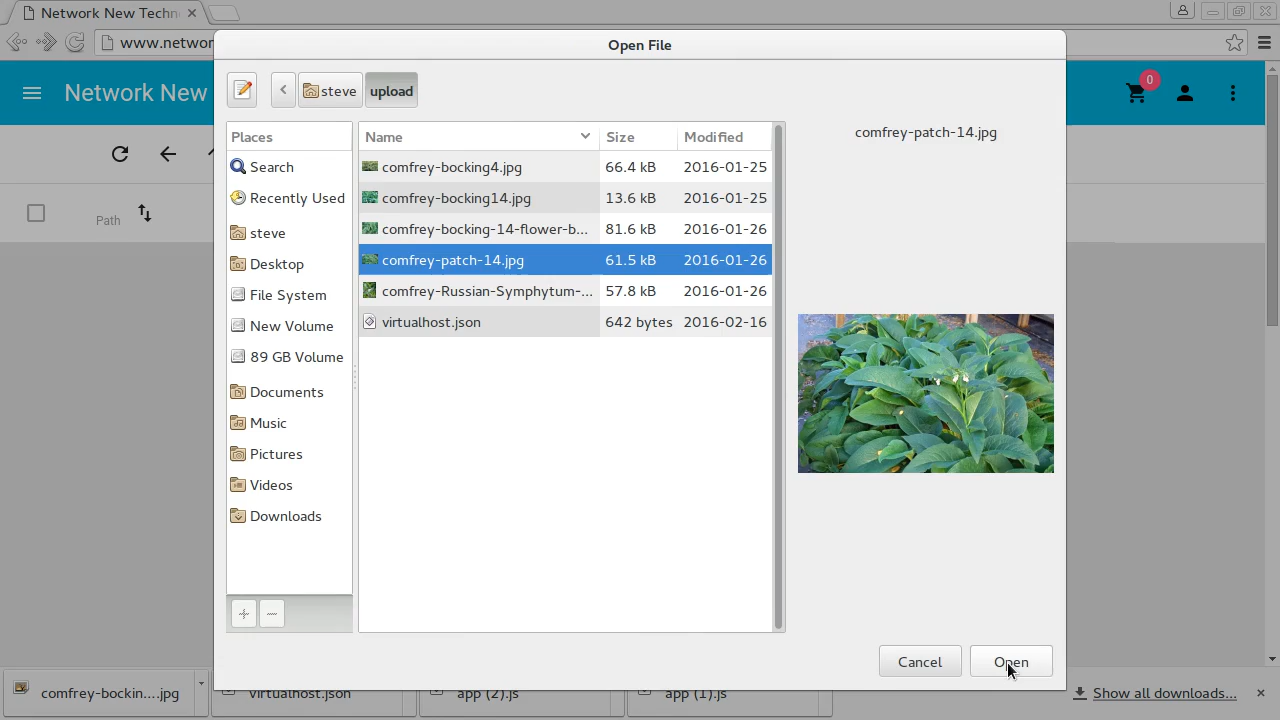 Network New Techn
www.networ
Open File
Network New
0
steve
upload
Places
Search
Recently Used
steve
Desktop
File System
New Volume
89 GB Volume
Documents
Music
Pictures
Videos
Downloads
Name Size Modified
comfrey-bocking4.jpg 66.4 kB 2016-01-25
comfrey-bocking14.jpg 13.6 kB 2016-01-25
comfrey-bocking-14-flower-b... 81.6 kB 2016-01-26
comfrey-patch-14.jpg 61.5 kB 2016-01-26
comfrey-Russian-Symphytum-... 57.8 kB 2016-01-26
virtualhost.json 642 bytes 2016-02-16
comfrey-patch-14.jpg
Path
Cancel
Open
comfrey-bockin....jpg
virtualhost.json
app (2).js
app (1).js
Show all downloads...